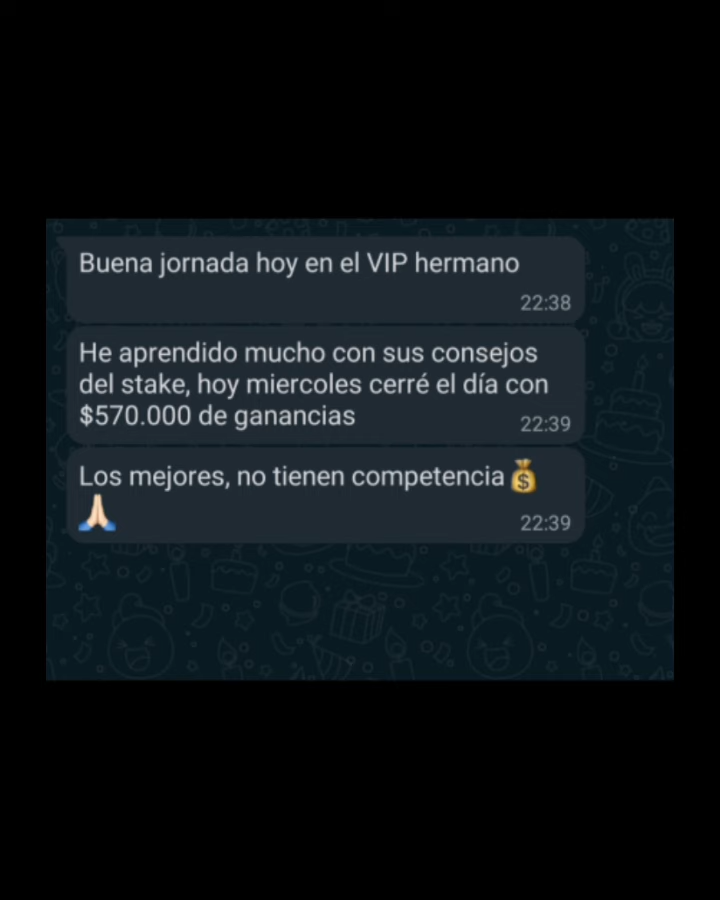 Buena jornada hoy en el VIP hermano
22:38
He aprendido mucho con sus consejos
del stake, hoy miercoles cerré el día con
$570.000 de ganancias
22:39
Los mejores, no tienen competencia 💰
🙏🏻
22:39